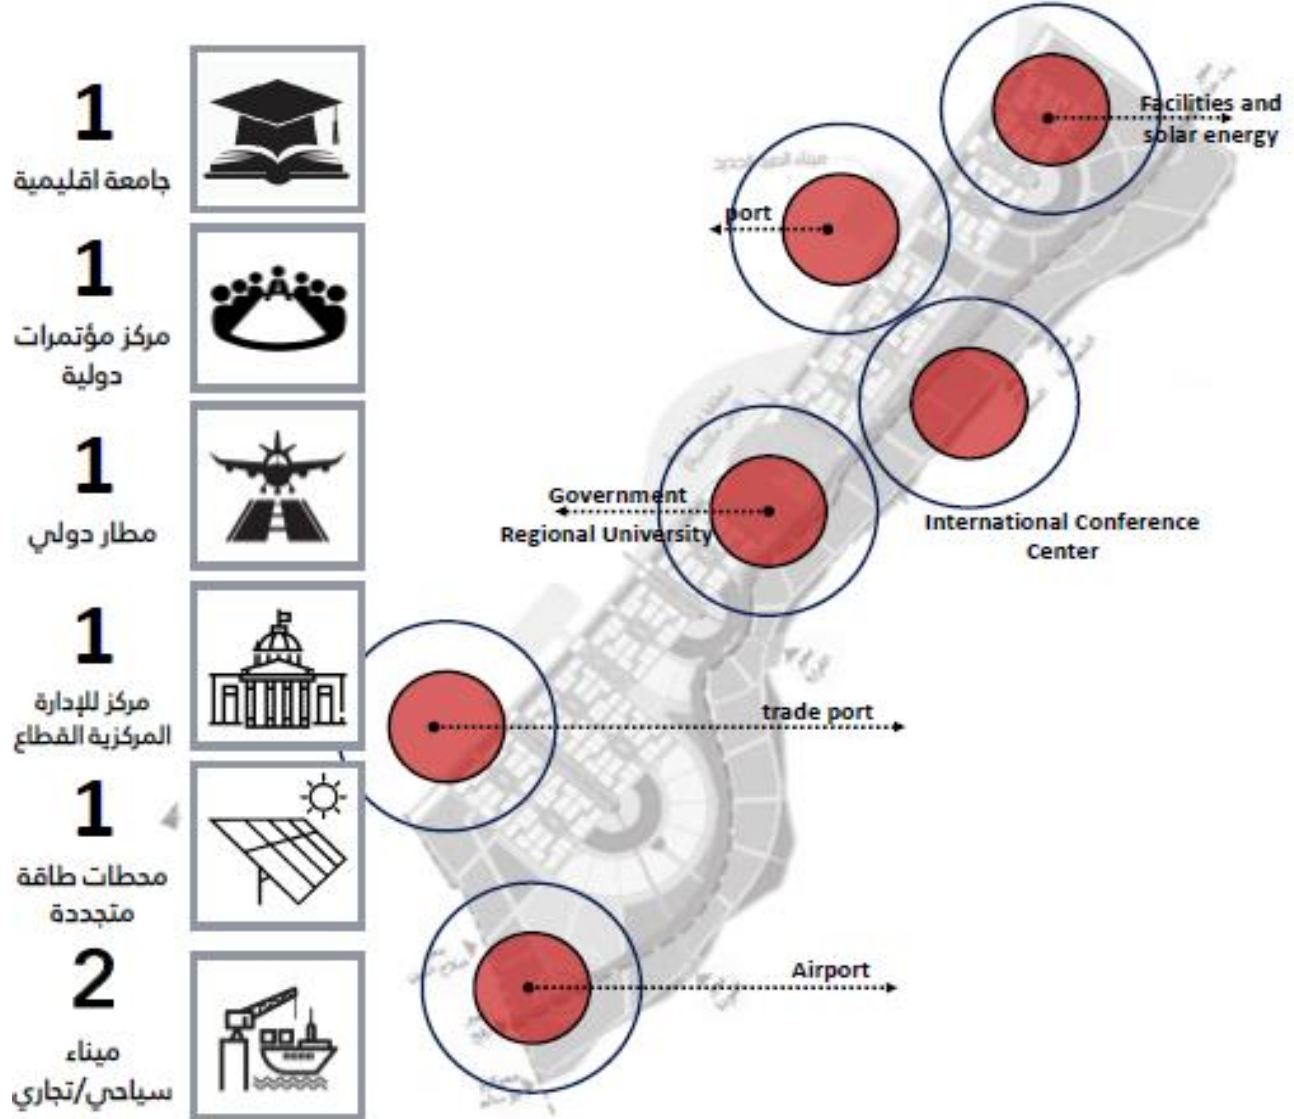 1
جامعة اقليمية
1
مركز مؤتمرات
دولية
1
مطار دولي
1
مركز للإدارة
المركزية القطاع
1
محطات طاقة
متجددة
2
ميناء
سياحي/تجاري
Facilities and
solar energy
port
Government
Regional University
International Conference
Center
trade port
Airport